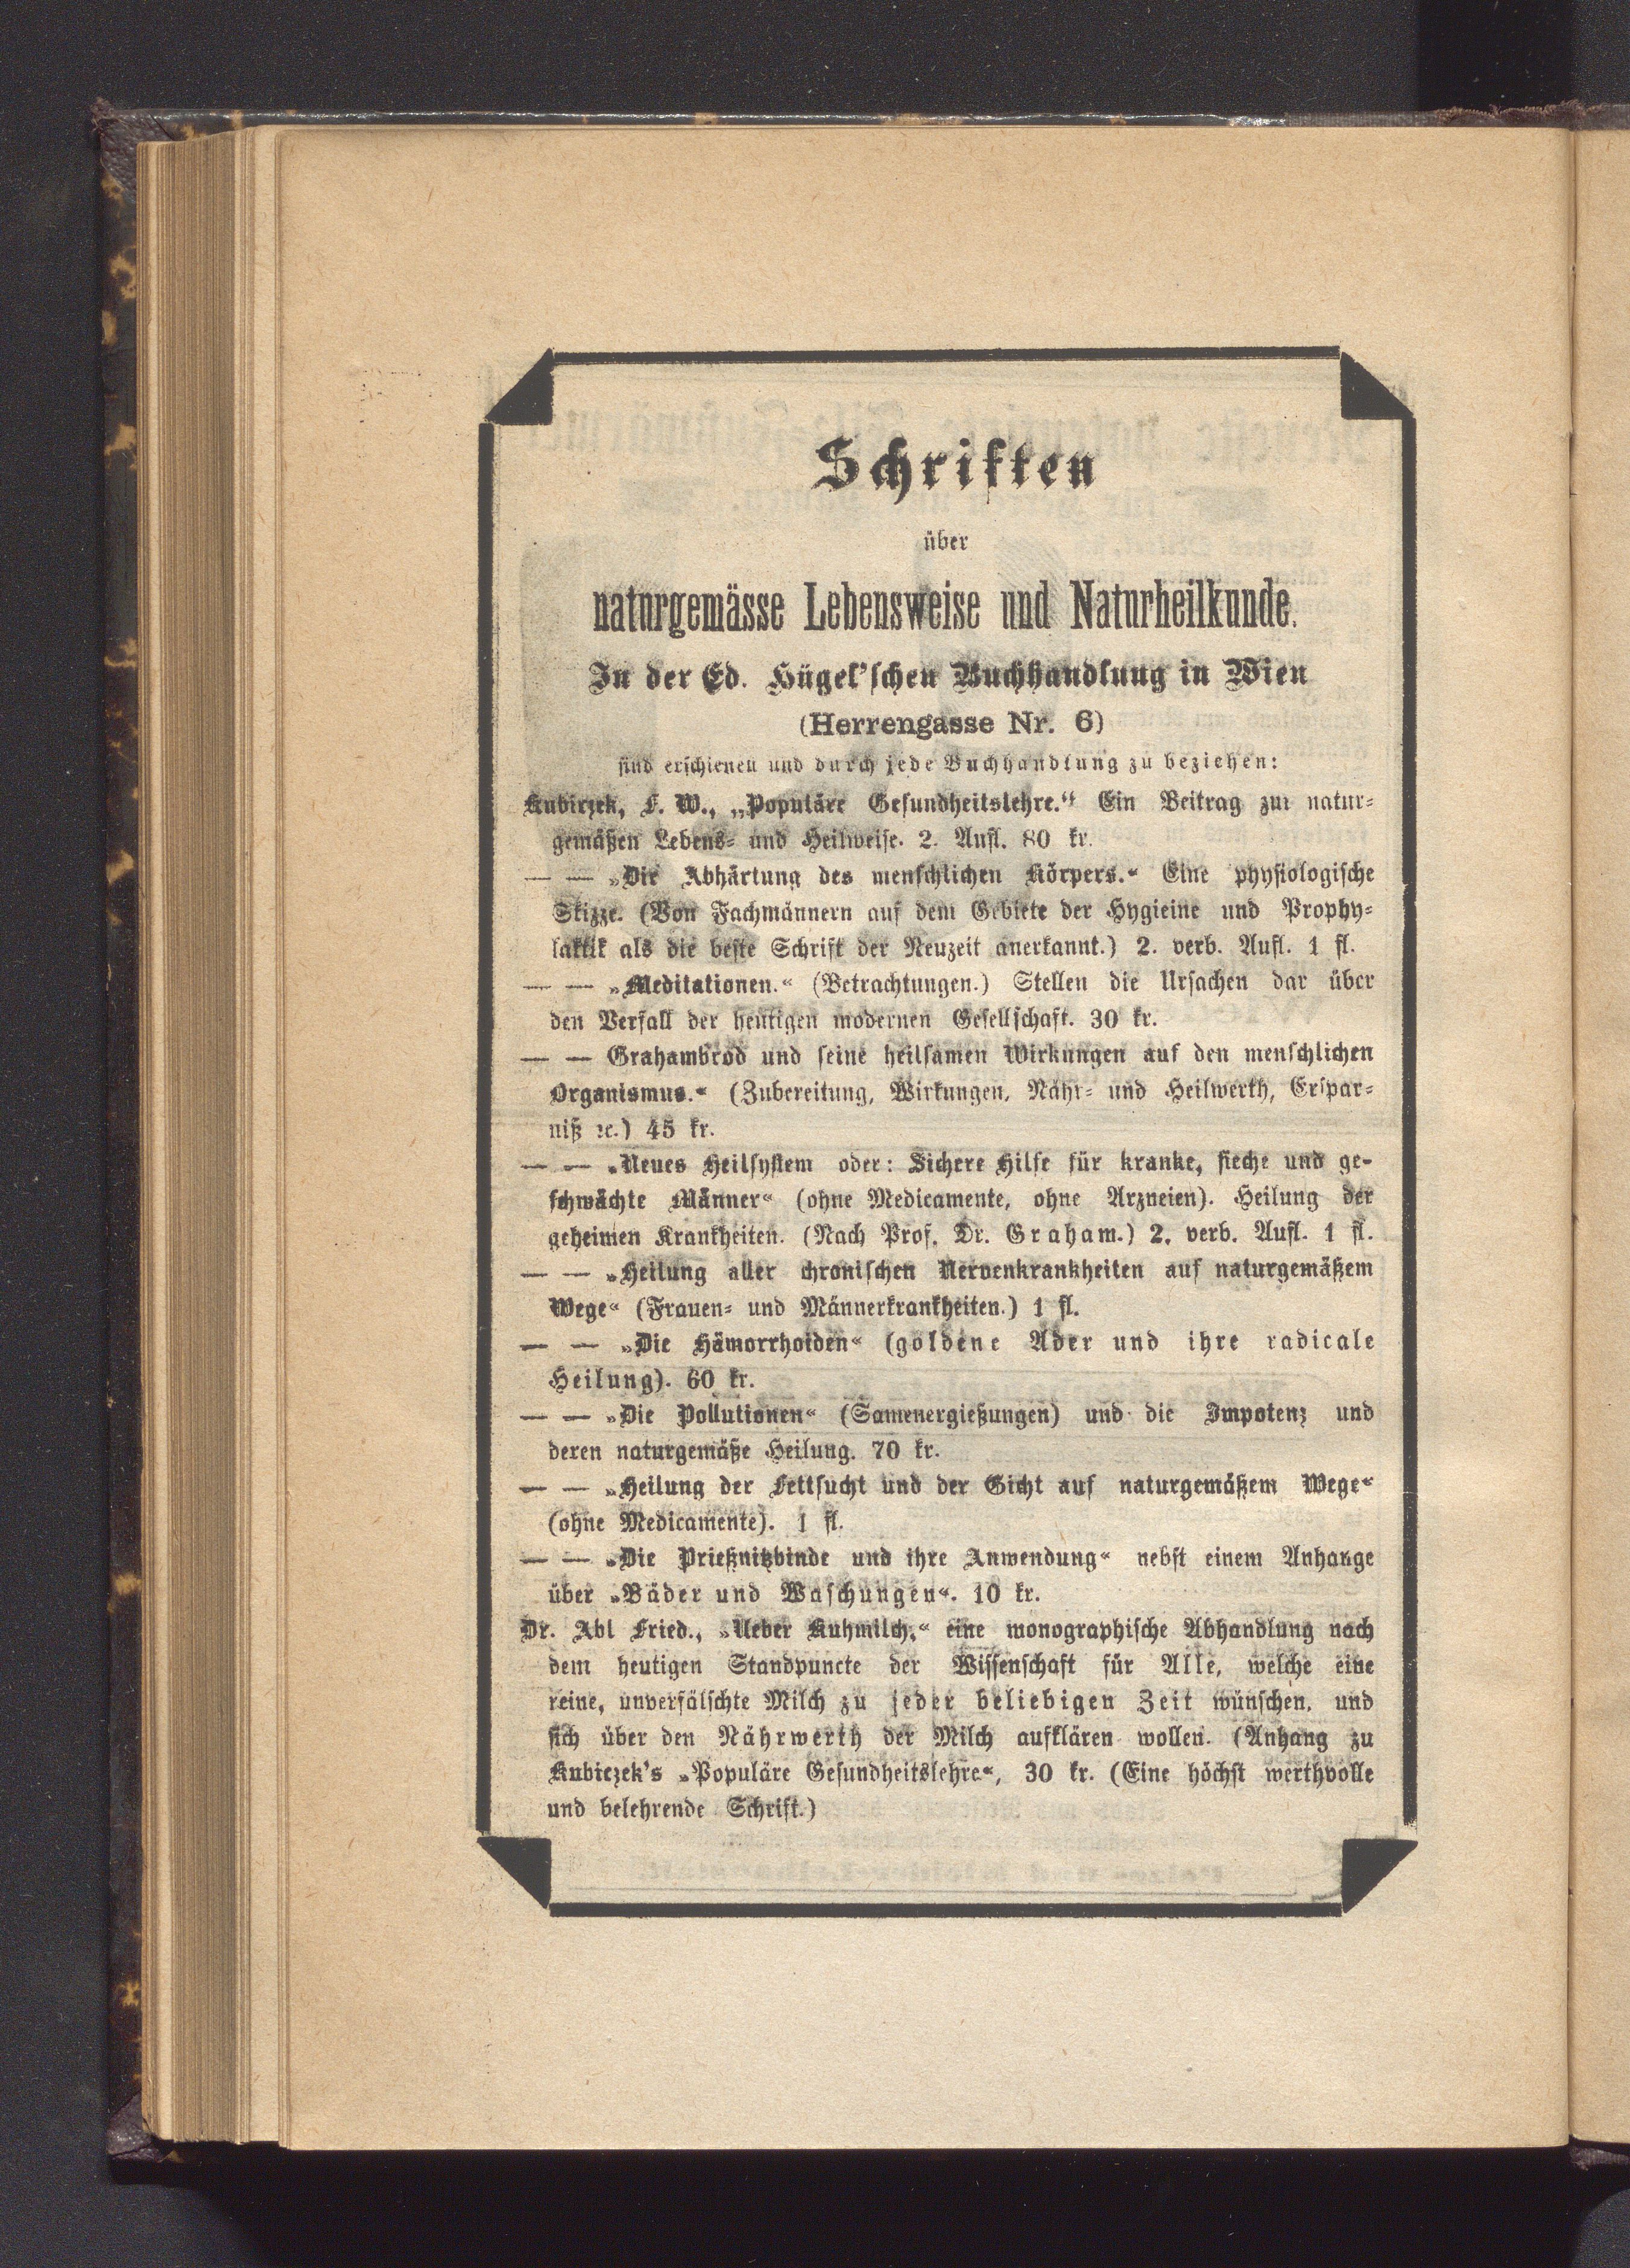 Schriften
über
naturgemässe Lebensweise und Naturheilkunde.
In der Ed. Hügel'schen Buchhandlung in Wien
(Herrengasse Nr. 6)
sind erschienen und durch jede Buchhandlung zu beziehen:
Kubiczek, F. W., „Populäre Gesundheitslehre.“ Ein Beitrag zur natur-
gemäßen Lebens- und Heilweise. 2. Aufl. 80 kr.
— — »Die Abhärtung des menschlichen Körpers.« Eine physiologische
Skizze. (Von Fachmännern auf dem Gebiete der Hygieine und Prophy-
laktik als die beste Schrift der Neuzeit anerkannt.) 2. verb. Aufl. 1 fl.
— — »Meditationen.« (Betrachtungen.) Stellen die Ursachen dar über
den Verfall der heutigen modernen Gesellschaft. 30 kr.
— — Grahambrod und seine heilsamen Wirkungen auf den menschlichen
Organismus.« (Zubereitung, Wirkungen, Nähr- und Heilwerth, Erspar-
niß ꝛc.) 45 kr.
— — »Neues Heilsystem oder: Sichere Hilfe für kranke, sieche und ge-
schwächte Männer« (ohne Medicamente, ohne Arzneien). Heilung der
geheimen Krankheiten. (Nach Prof. Dr. Graham.) 2. verb. Aufl. 1 fl.
— — »Heilung aller chronischen Nervenkrankheiten auf naturgemäßem
Wege« (Frauen- und Männerkrankheiten.) 1 fl.
— — »Die Hämorrhoiden« (goldene Ader und ihre radicale
Heilung). 60 kr.
— — »Die Pollutionen« (Samenergießungen) und die Impotenz und
deren naturgemäße Heilung. 70 kr.
— — »Heilung der Fettsucht und der Gicht auf naturgemäßem Wege«
(ohne Medicamente). 1 fl.
— — »Die Prießnitzbinde und ihre Anwendung« nebst einem Anhange
über »Bäder und Waschungen«. 10 kr.
Dr. Abl Fried., »Ueber Kuhmilch,« eine monographische Abhandlung nach
dem heutigen Standpuncte der Wissenschaft für Alle, welche eine
reine, unverfälschte Milch zu jeder beliebigen Zeit wünschen, und
sich über den Nährwerth der Milch aufklären wollen. (Anhang zu
Kubiczek's »Populäre Gesundheitslehre«, 30 kr. (Eine höchst werthvolle
und belehrende Schrift.)